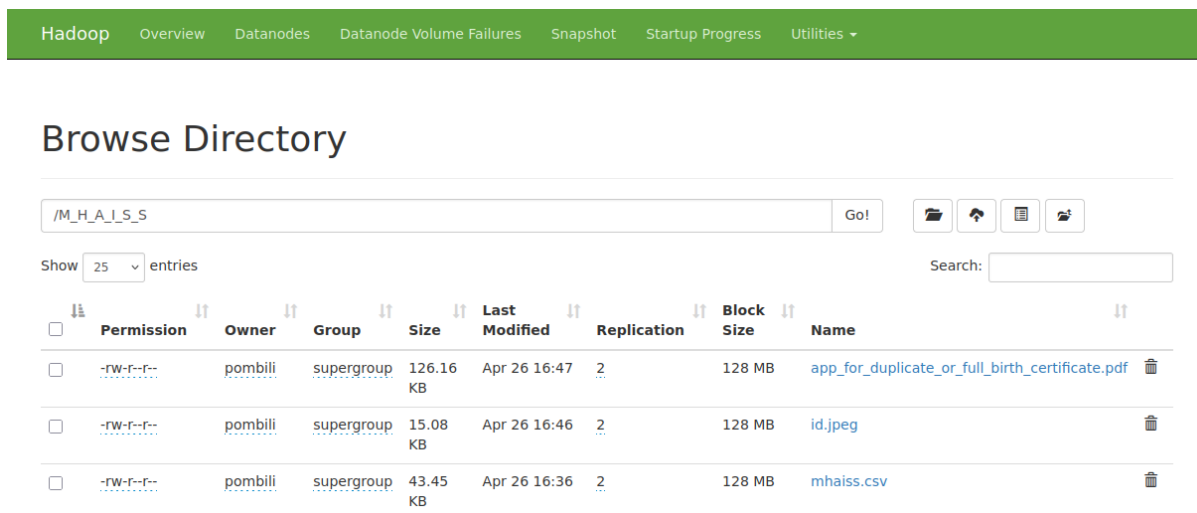 Hadoop Overview Datanodes Datanode Volume Failures Snapshot Startup Progress Utilities
Browse Directory
/M_H_A_I_S_S Go!
Show 25 entries Search:
Permission Owner Group Size Last Modified Replication Block Size Name
-rw-r--r-- pombili supergroup 126.16 KB Apr 26 16:47 2 128 MB app_for_duplicate_or_full_birth_certificate.pdf
-rw-r--r-- pombili supergroup 15.08 KB Apr 26 16:46 2 128 MB id.jpeg
-rw-r--r-- pombili supergroup 43.45 KB Apr 26 16:36 2 128 MB mhaiss.csv